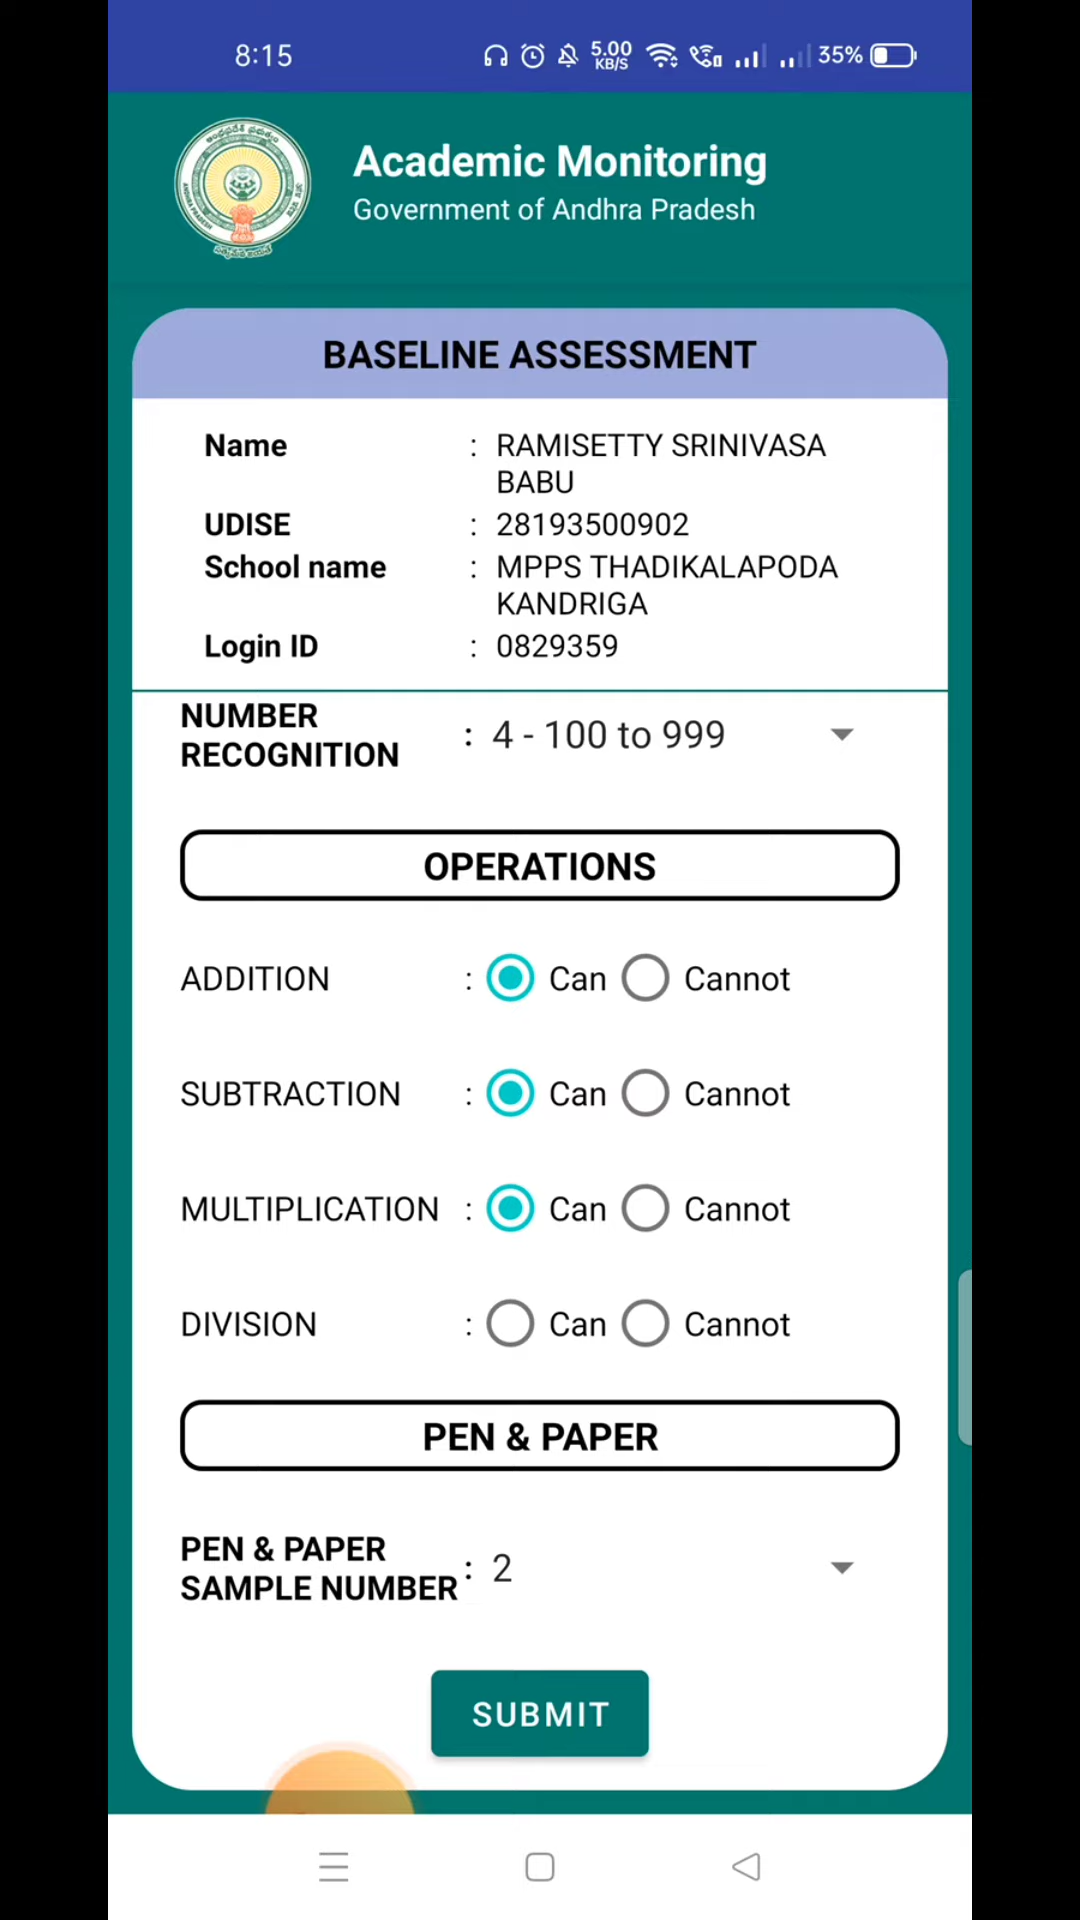 8:15
5.00
KB/S
35%
Academic Monitoring
Government of Andhra Pradesh
BASELINE ASSESSMENT
Name : RAMISETTY SRINIVASA
BABU
UDISE : 28193500902
School name : MPPS THADIKALAPODA
KANDRIGA
Login ID : 0829359
NUMBER
RECOGNITION : 4 - 100 to 999
OPERATIONS
ADDITION : Can Cannot
SUBTRACTION : Can Cannot
MULTIPLICATION : Can Cannot
DIVISION : Can Cannot
PEN & PAPER
PEN & PAPER
SAMPLE NUMBER : 2
SUBMIT